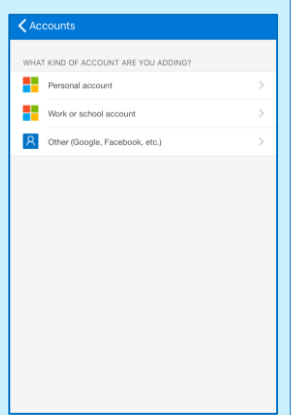 Accounts
WHAT KIND OF ACCOUNT ARE YOU ADDING?
Personal account
Work or school account
Other (Google, Facebook, etc.)